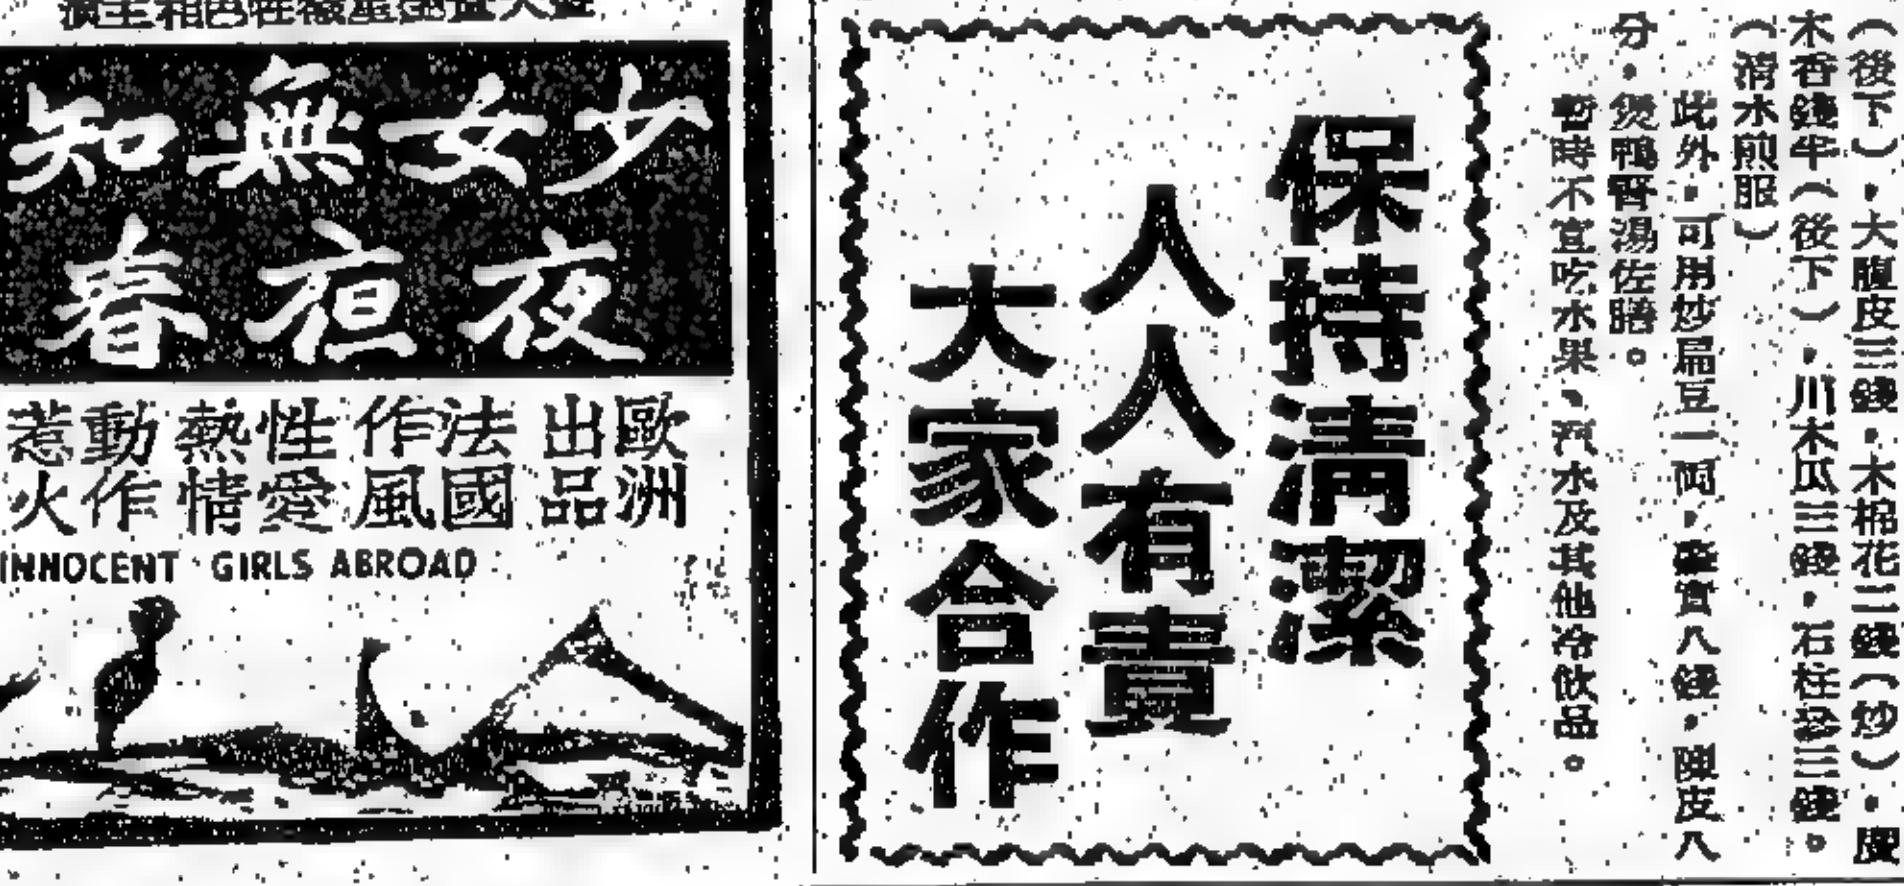 （後下）．大腹皮三錢．木棉花二錢（炒）．廣
木香錢半（後下）．川木瓜三錢．石柱參三錢。
（清水煎服）
此外．可用炒扁豆一両，實八錢，陳皮八
分．煲鴨腎湯佐膳。
暫時不宜吃水果、汽水及其他冷飲品。
保持清潔
人人有責
大家合作
少女無知
夜夜春
歐洲出品
法國作風
性愛熱情
動作惹火
INNOCENT GIRLS ABROAD